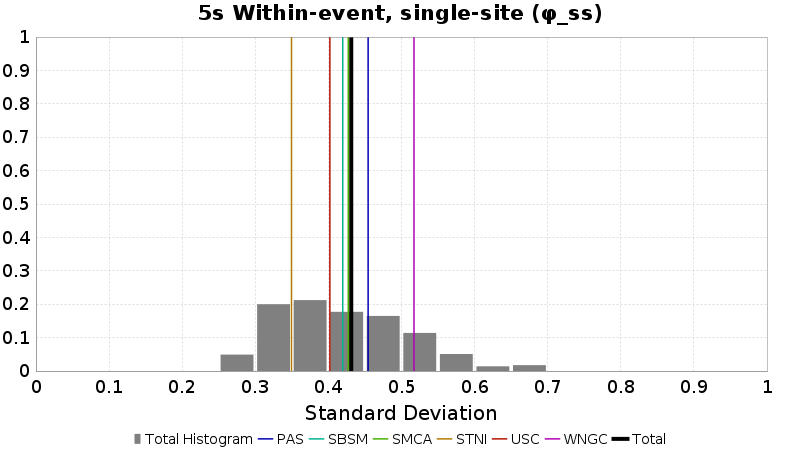 5s Within-event, single-site (φ_ss)
1
0.9
0.8
0.7
0.6
0.5
0.4
0.3
0.2
0.1
0
0 0.1 0.2 0.3 0.4 0.5 0.6 0.7 0.8 0.9 1
Standard Deviation
Total Histogram PAS SBSM SMCA STNI USC WNGC Total